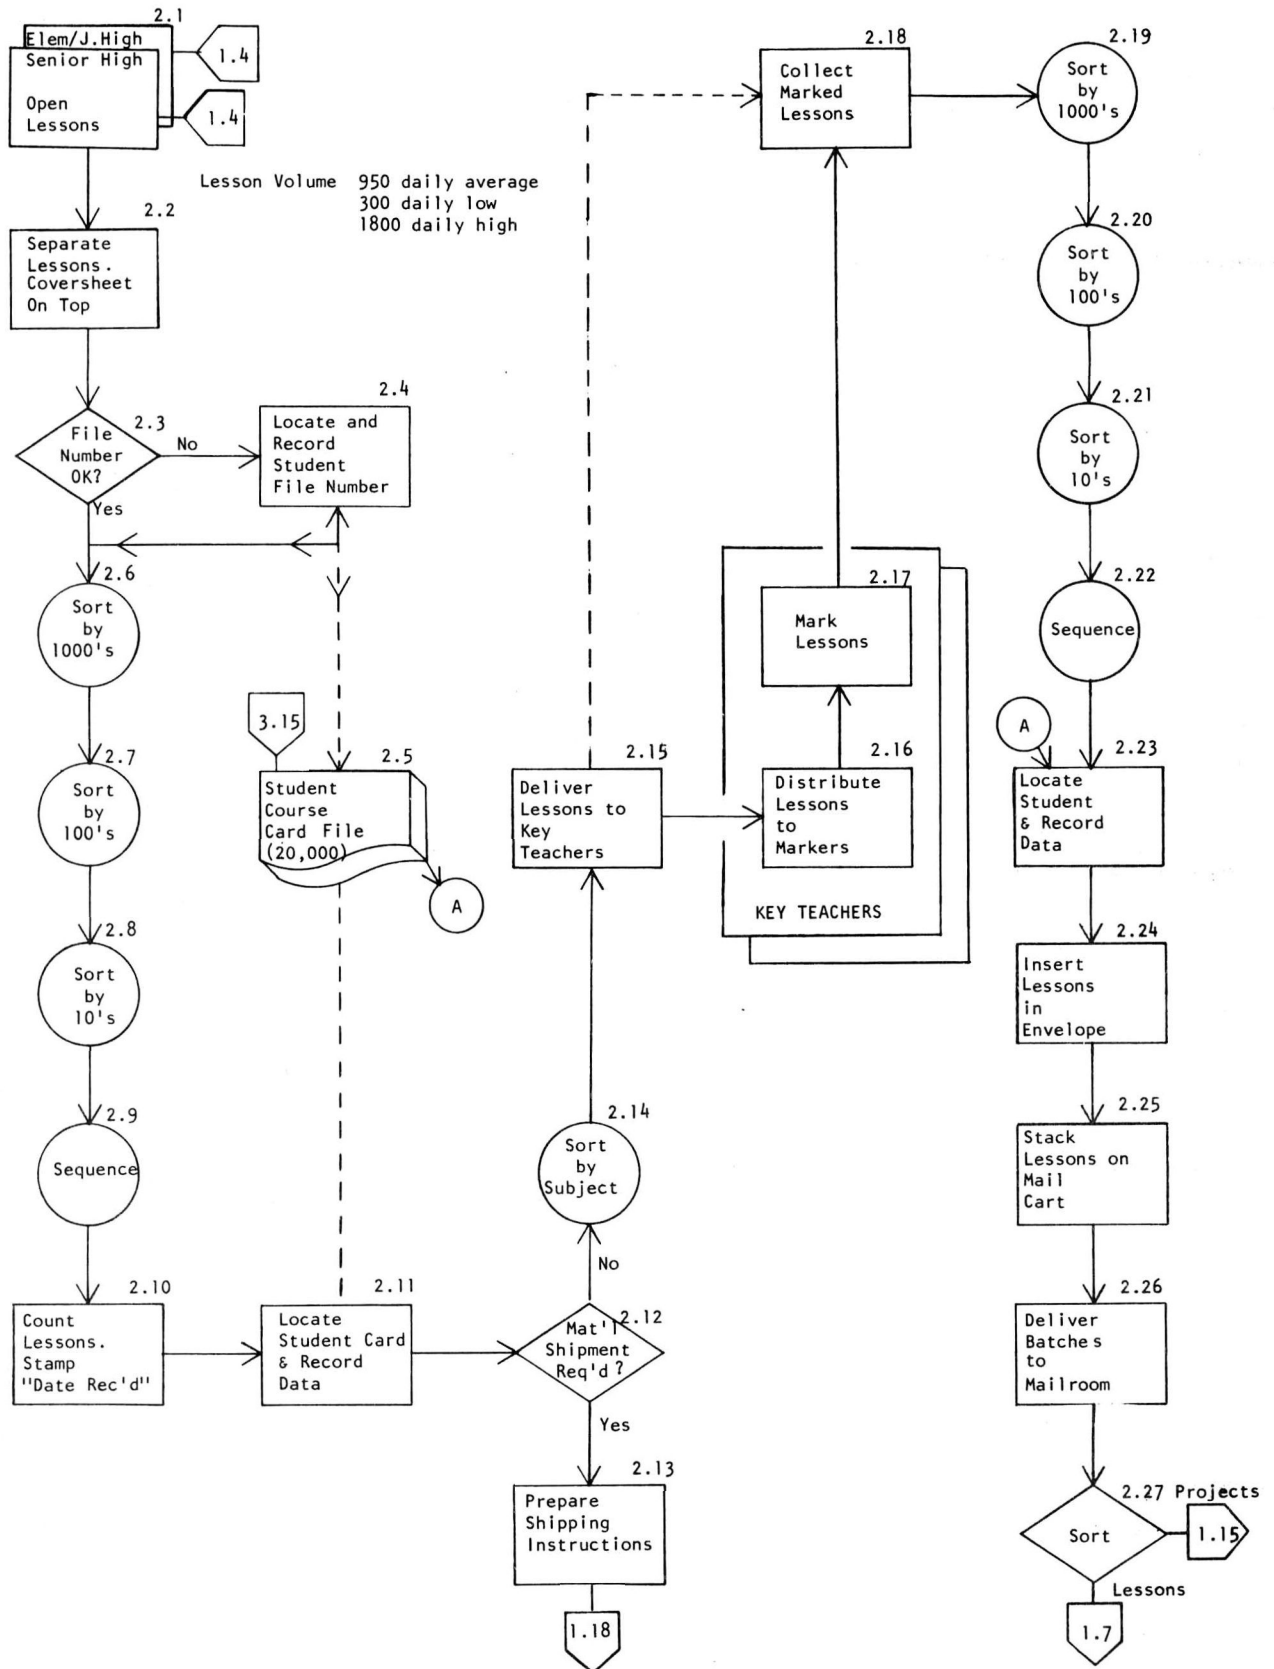 2.1
Elem/J.High
Senior High
Open
Lessons
1.4
1.4
Lesson Volume 950 daily average
300 daily low
1800 daily high
2.2
Separate
Lessons.
Coversheet
On Top
2.3
File
Number
OK?
No
Yes
2.4
Locate and
Record
Student
File Number
2.6
Sort
by
1000's
3.15
2.5
Student
Course
Card File
(20,000)
A
2.7
Sort
by
100's
2.8
Sort
by
10's
2.9
Sequence
2.10
Count
Lessons.
Stamp
"Date Rec'd"
2.11
Locate
Student Card
& Record
Data
2.12
Mat'l
Shipment
Req'd?
No
Yes
2.13
Prepare
Shipping
Instructions
1.18
2.14
Sort
by
Subject
2.15
Deliver
Lessons to
Key
Teachers
2.16
Distribute
Lessons
to
Markers
KEY TEACHERS
2.17
Mark
Lessons
2.18
Collect
Marked
Lessons
2.19
Sort
by
1000's
2.20
Sort
by
100's
2.21
Sort
by
10's
2.22
Sequence
A
2.23
Locate
Student
& Record
Data
2.24
Insert
Lessons
in
Envelope
2.25
Stack
Lessons on
Mail
Cart
2.26
Deliver
Batches
to
Mailroom
2.27 Projects
Sort
1.15
Lessons
1.7